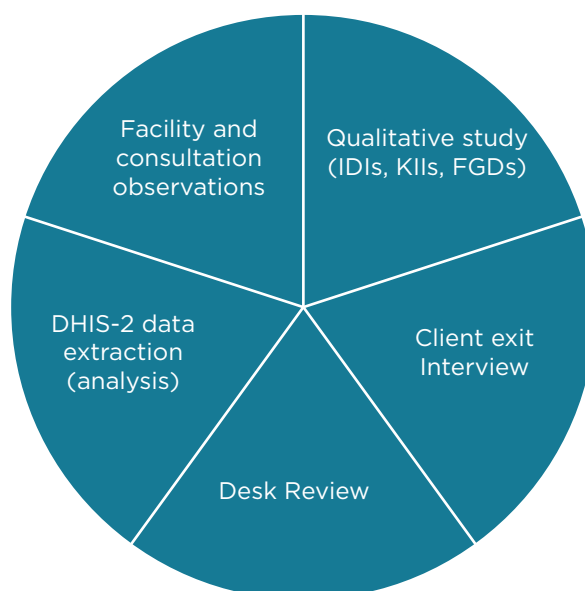 Facility and
consultation
observations
Qualitative study
(IDIs, KIIs, FGDs)
DHIS-2 data
extraction
(analysis)
Client exit
Interview
Desk Review